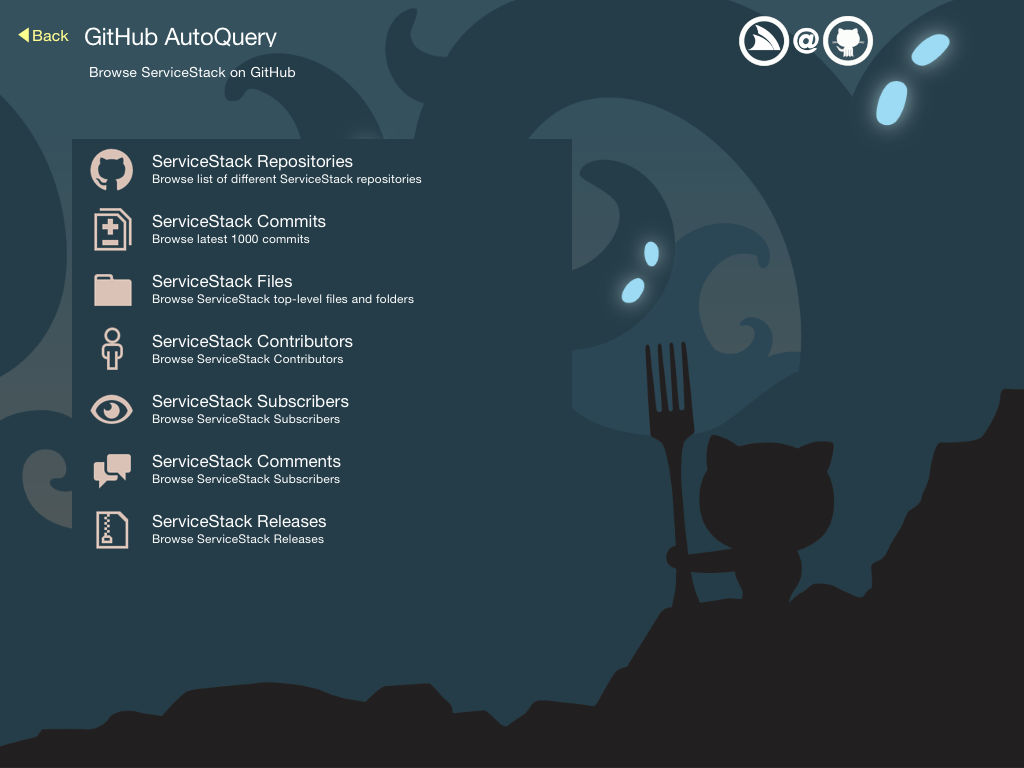 Back
GitHub AutoQuery
@
Browse ServiceStack on GitHub
ServiceStack Repositories
Browse list of different ServiceStack repositories
ServiceStack Commits
Browse latest 1000 commits
ServiceStack Files
Browse ServiceStack top-level files and folders
ServiceStack Contributors
Browse ServiceStack Contributors
ServiceStack Subscribers
Browse ServiceStack Subscribers
ServiceStack Comments
Browse ServiceStack Subscribers
ServiceStack Releases
Browse ServiceStack Releases